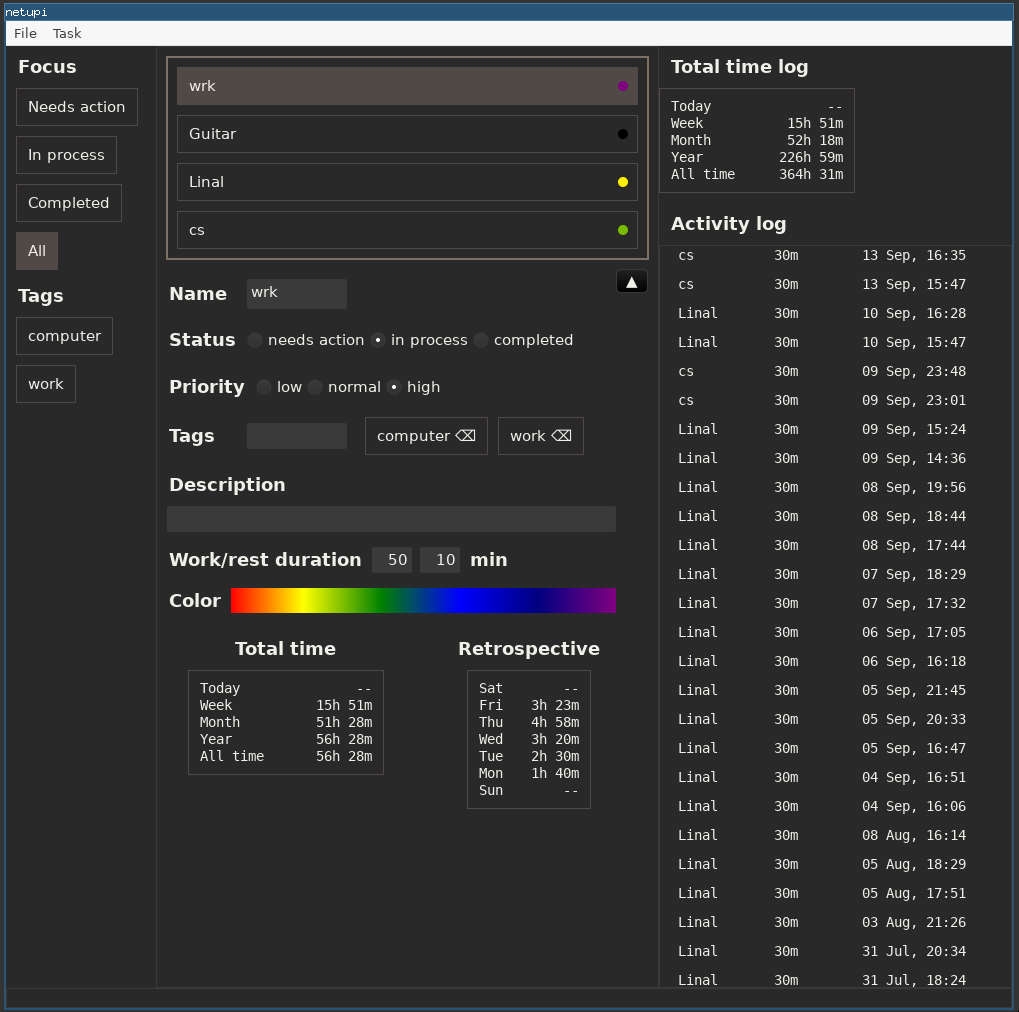 netupi
File Task
Focus
Needs action
In process
Completed
All
Tags
computer
work
wrk
Guitar
Linal
cs
▲
Name wrk
Status needs action in process completed
Priority low normal high
Tags computer ⌫ work ⌫
Description
Work/rest duration 50 10 min
Color
Total time
Today --
Week 15h 51m
Month 51h 28m
Year 56h 28m
All time 56h 28m
Retrospective
Sat --
Fri 3h 23m
Thu 4h 58m
Wed 3h 20m
Tue 2h 30m
Mon 1h 40m
Sun --
Total time log
Today --
Week 15h 51m
Month 52h 18m
Year 226h 59m
All time 364h 31m
Activity log
cs 30m 13 Sep, 16:35
cs 30m 13 Sep, 15:47
Linal 30m 10 Sep, 16:28
Linal 30m 10 Sep, 15:47
cs 30m 09 Sep, 23:48
cs 30m 09 Sep, 23:01
Linal 30m 09 Sep, 15:24
Linal 30m 09 Sep, 14:36
Linal 30m 08 Sep, 19:56
Linal 30m 08 Sep, 18:44
Linal 30m 08 Sep, 17:44
Linal 30m 07 Sep, 18:29
Linal 30m 07 Sep, 17:32
Linal 30m 06 Sep, 17:05
Linal 30m 06 Sep, 16:18
Linal 30m 05 Sep, 21:45
Linal 30m 05 Sep, 20:33
Linal 30m 05 Sep, 16:47
Linal 30m 04 Sep, 16:51
Linal 30m 04 Sep, 16:06
Linal 30m 08 Aug, 16:14
Linal 30m 05 Aug, 18:29
Linal 30m 05 Aug, 17:51
Linal 30m 03 Aug, 21:26
Linal 30m 31 Jul, 20:34
Linal 30m 31 Jul, 18:24